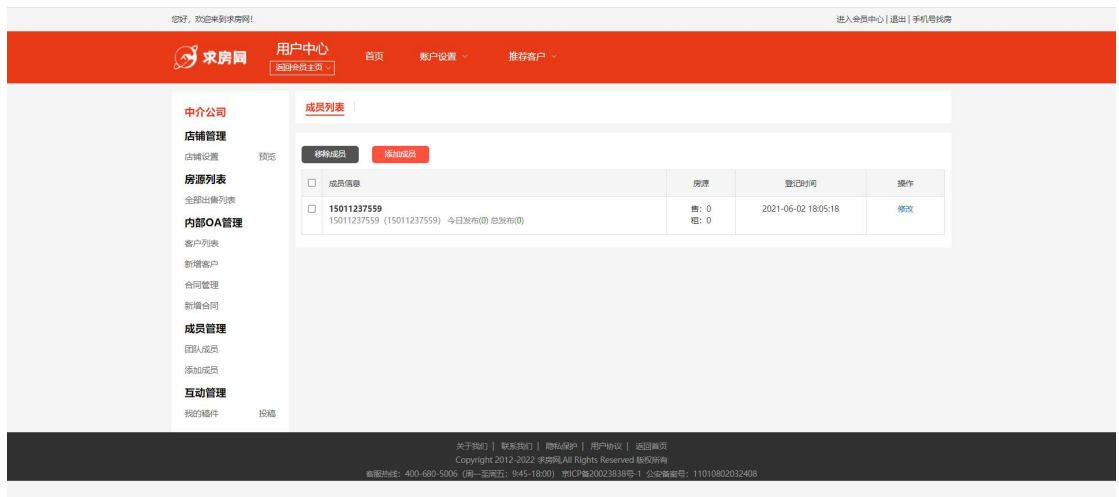 您好，欢迎来到求房网!
进入会员中心 | 退出 | 手机号找房
求房网
用户中心
返回会员主页
首页 账户设置 推荐客户
中介公司
店铺管理
店铺设置 预览
房源列表
全部出售列表
内部OA管理
客户列表
新增客户
合同管理
新增合同
成员管理
团队成员
添加成员
互动管理
我的稿件 投稿
成员列表
移除成员 添加成员
成员信息 房源 登记时间 操作
15011237559 售：0 2021-06-02 18:05:18 修改
15011237559（15011237559） 今日发布(0) 总发布(0) 租：0
关于我们 | 联系我们 | 隐私保护 | 用户协议 | 返回首页
Copyright 2012-2022 求房网,All Rights Reserved 版权所有
客服热线：400-680-5006（周一至周五：9:45-18:00） 京ICP备20023838号-1 公安备案号：11010802032408